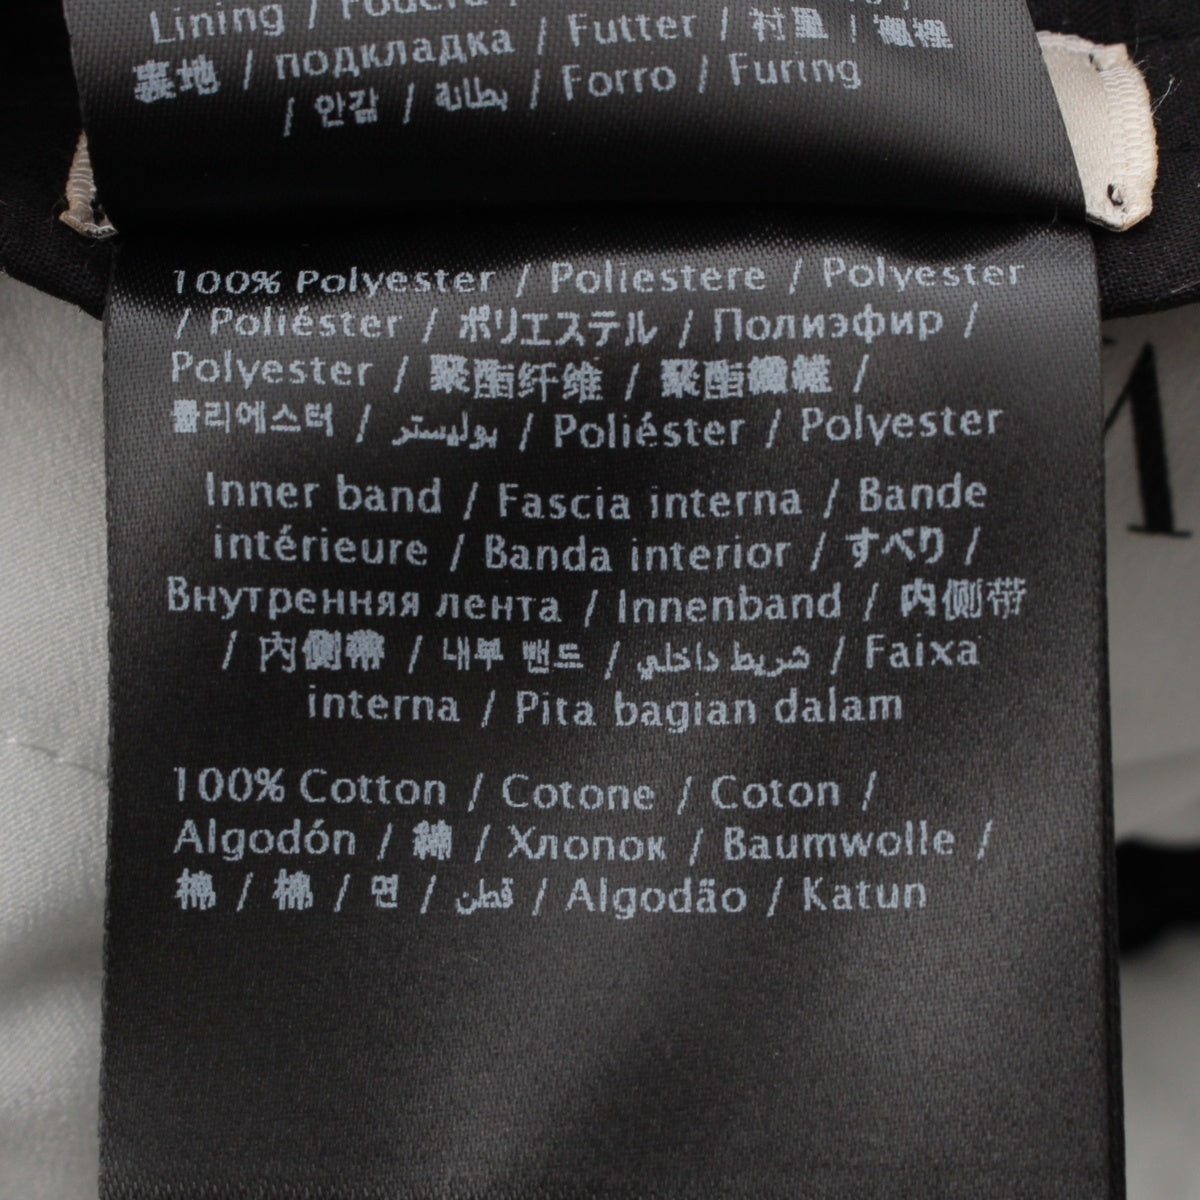 Lining / Fodera /
裏地 / подкладка / Futter / 衬里 / 襯裡
/ 안감 / بطانة / Forro / Furing
100% Polyester / Poliestere / Polyester
/ Poliéster / ポリエステル / Полиэфир /
Polyester / 聚酯纤维 / 聚酯纖維 /
폴리에스터 / بوليستر / Poliéster / Polyester
Inner band / Fascia interna / Bande
intérieure / Banda interior / すべり /
Внутренняя лента / Innenband / 内侧带
/ 內側帶 / 내부 밴드 / شريط داخلي / Faixa
interna / Pita bagian dalam
100% Cotton / Cotone / Coton /
Algodón / 綿 / Хлопок / Baumwolle /
棉 / 棉 / 면 / قطن / Algodão / Katun